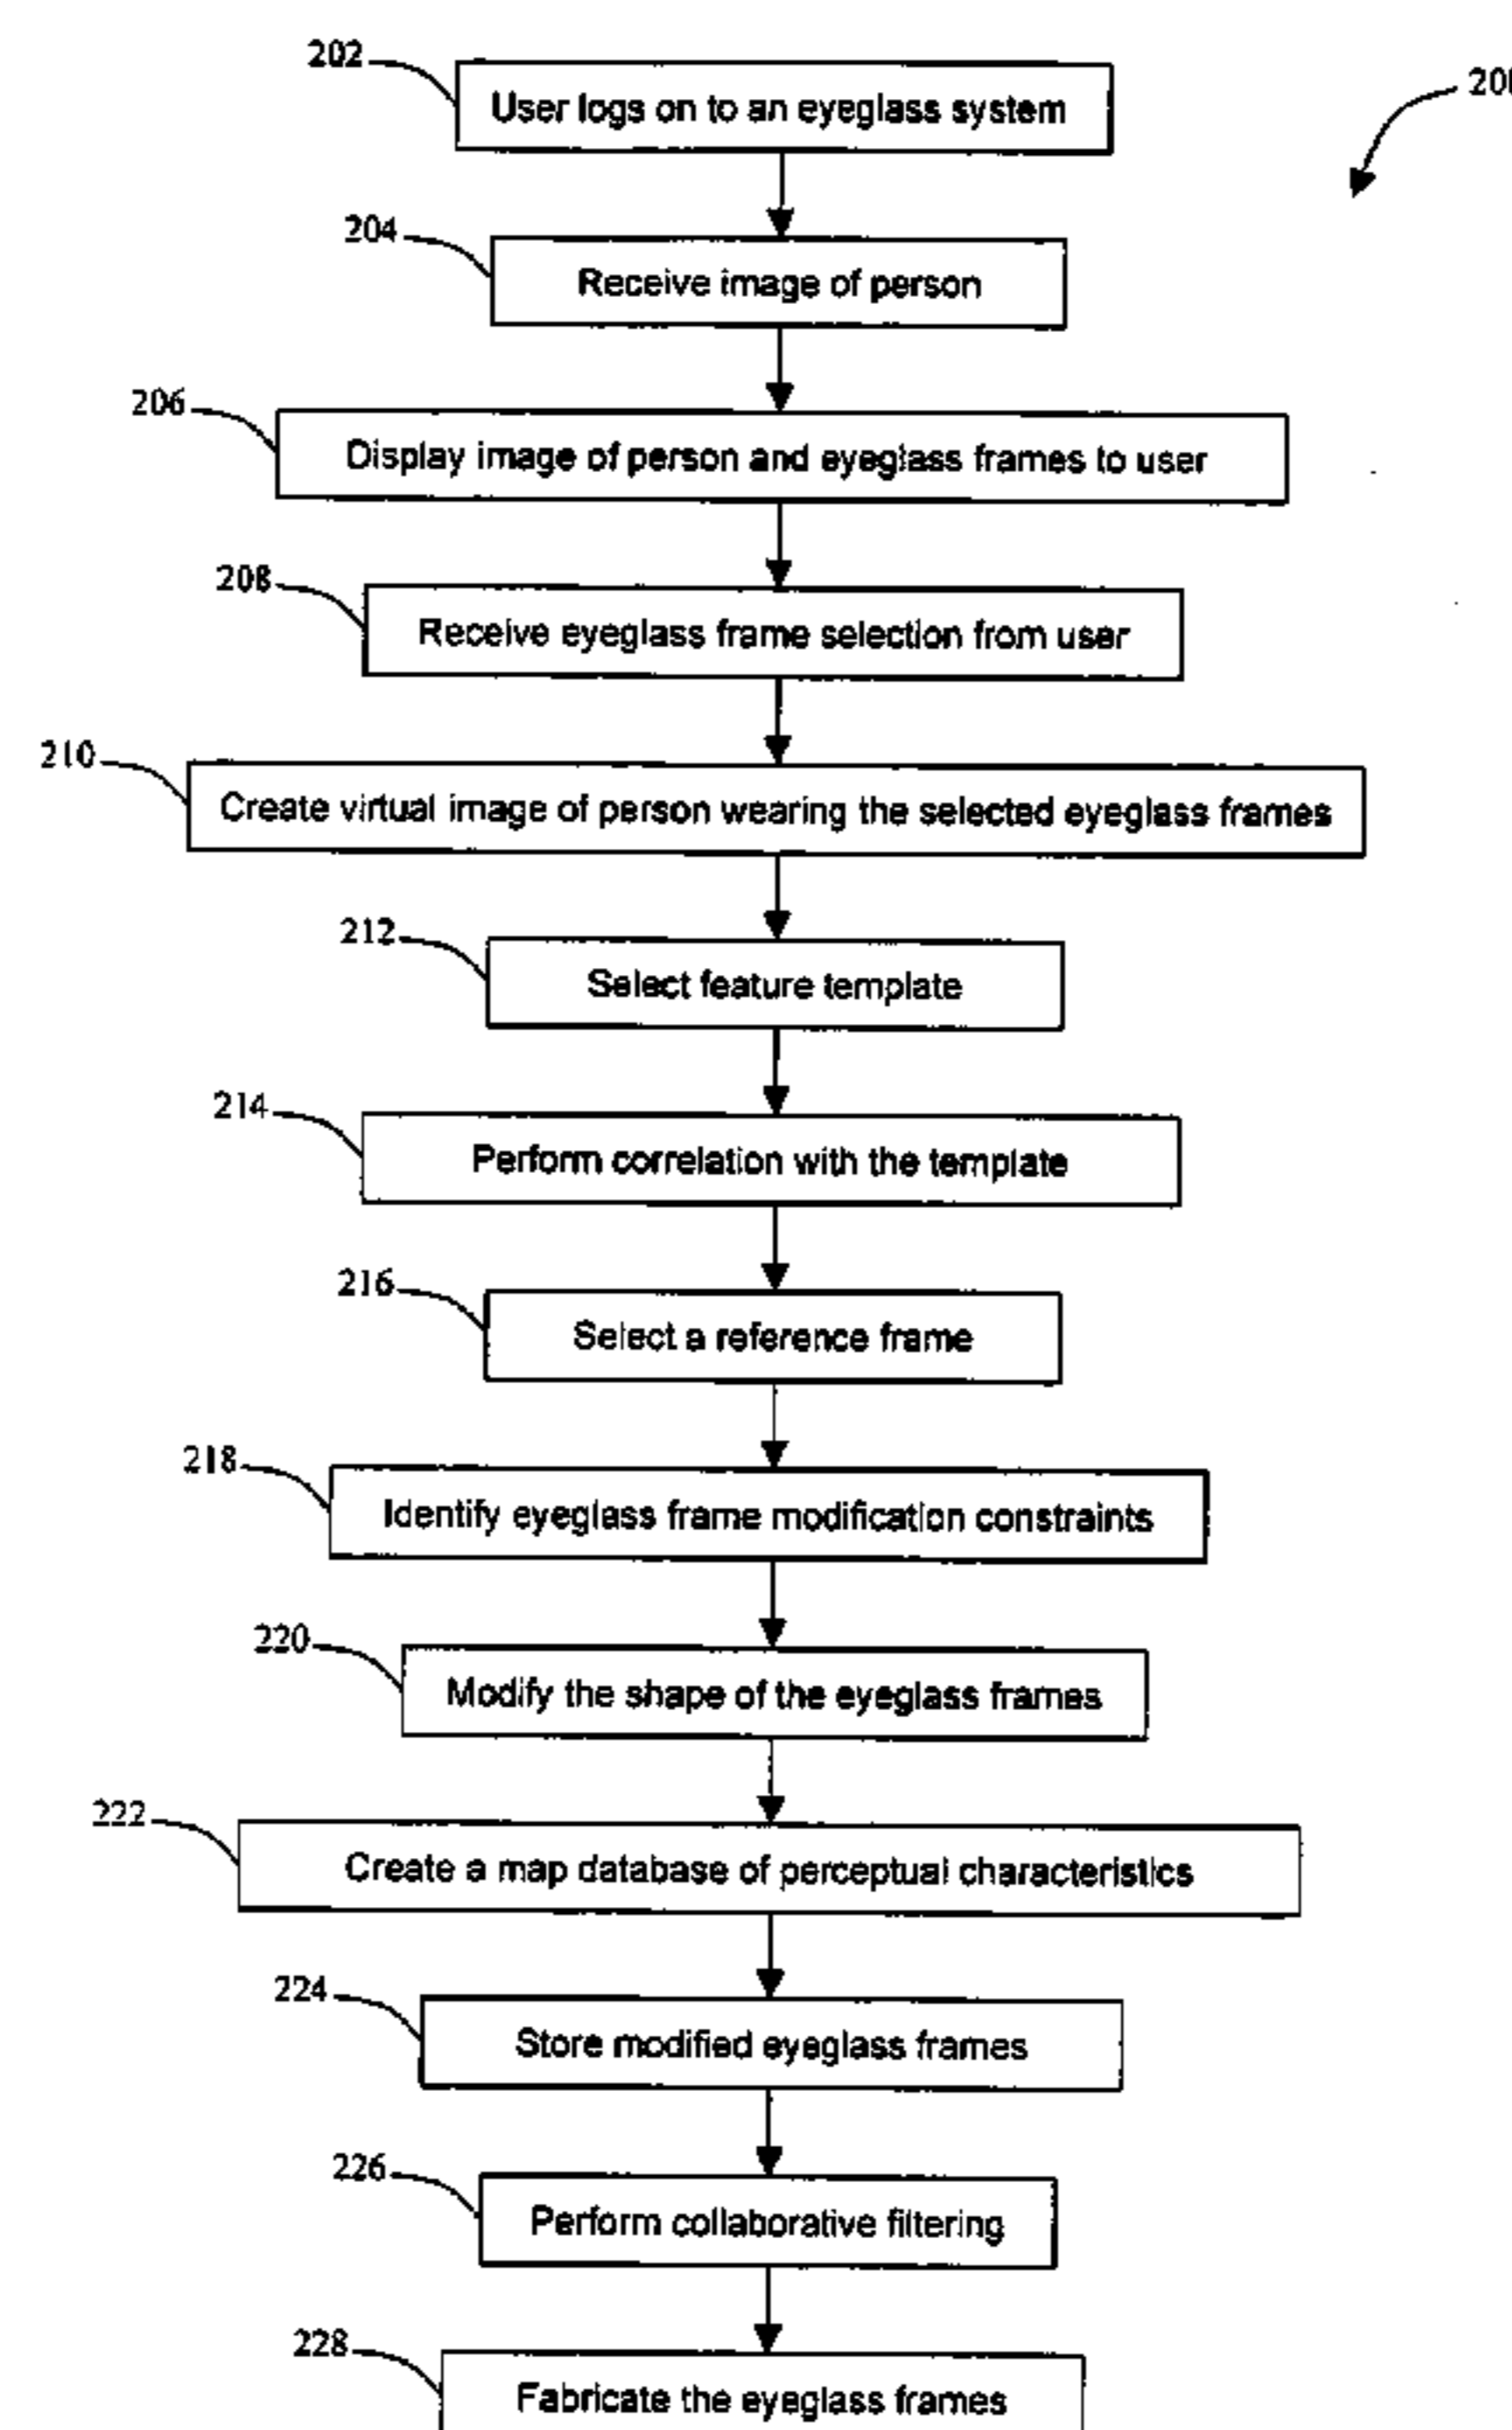 202
User logs on to an eyeglass system
204
Receive image of person
206
Display image of person and eyeglass frames to user
208
Receive eyeglass frame selection from user
210
Create virtual image of person wearing the selected eyeglass frames
212
Select feature template
214
Perform correlation with the template
216
Select a reference frame
218
Identify eyeglass frame modification constraints
220
Modify the shape of the eyeglass frames
222
Create a map database of perceptual characteristics
224
Store modified eyeglass frames
226
Perform collaborative filtering
228
Fabricate the eyeglass frames